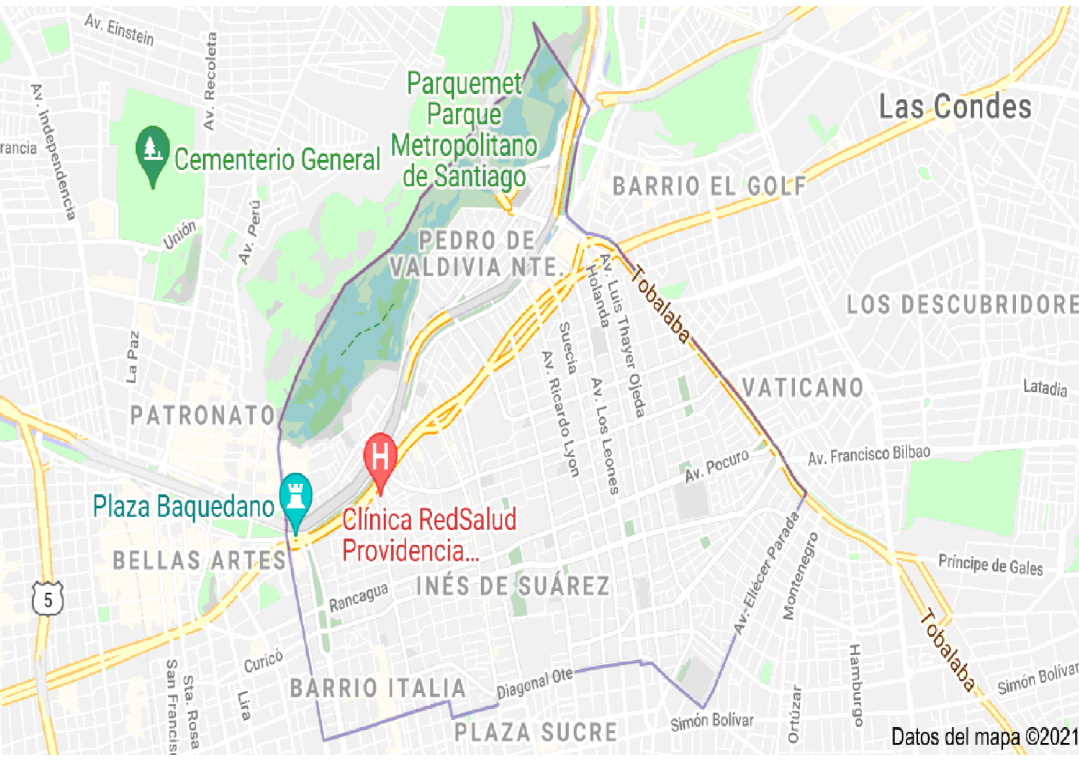 Av. Einstein
Av. Recoleta
Av. Independencia
rancia
Cementerio General
Parquemet
Parque
Metropolitano
de Santiago
Las Condes
BARRIO EL GOLF
Unión
Av. Perú
PEDRO DE
VALDIVIA NTE.
Tobalaba
Av. Luis Thayer Ojeda
Holanda
Suecia
Av. Ricardo Lyon
Av. Los Leones
LOS DESCUBRIDORE
La Paz
PATRONATO
VATICANO
Latadia
H
Av. Pocuro
Av. Francisco Bilbao
Plaza Baquedano
Clínica RedSalud
Providencia...
BELLAS ARTES
INÉS DE SUÁREZ
Rancagua
Av. Eliécer Parada
Montenegro
Príncipe de Gales
5
Tobalaba
Curicó
Lira
Sta. Rosa
San Francisc
BARRIO ITALIA
Diagonal Ote
PLAZA SUCRE
Simón Bolívar
Ortúzar
Hamburgo
Simón Bolívar
Datos del mapa ©2021